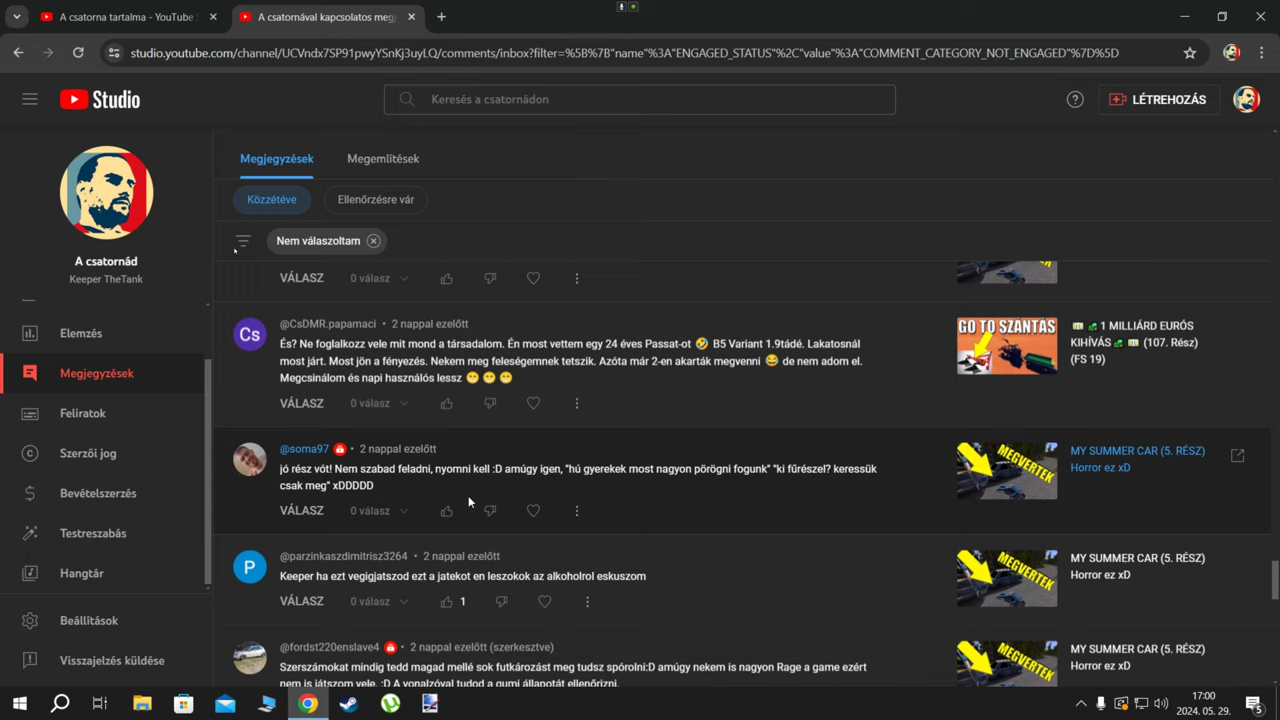 A csatorna tartalma - YouTube S
A csatornával kapcsolatos megj
studio.youtube.com/channel/UCVndx7SP91pwyYSnKj3uyLQ/comments/inbox?filter=%5B%7B"name"%3A"ENGAGED_STATUS"%2C"value"%3A"COMMENT_CATEGORY_NOT_ENGAGED"%7D%5D
Studio
Keresés a csatornádon
LÉTREHOZÁS
Megjegyzések
Megemlítések
Közzétéve
Ellenőrzésre vár
Nem válaszoltam
A csatornád
Keeper TheTank
Elemzés
Megjegyzések
Feliratok
Szerzői jog
Bevételszerzés
Testreszabás
Hangtár
Beállítások
Visszajelzés küldése
VÁLASZ 0 válasz
Cs
@CsDMR.papamaci • 2 nappal ezelőtt
És? Ne foglalkozz vele mit mond a társadalom. Én most vettem egy 24 éves Passat-ot 🤣 B5 Variant 1.9tádé. Lakatosnál
most járt. Most jön a fényezés. Nekem meg feleségemnek tetszik. Azóta már 2-en akarták megvenni 😂 de nem adom el.
Megcsinálom és napi használós lessz 😁 😁 😁
VÁLASZ 0 válasz
GO TO SZÁNTÁS
1 MILLIÁRD EURÓS
KIHÍVÁS (107. Rész)
(FS 19)
@soma97 • 2 nappal ezelőtt
jó rész vót! Nem szabad feladni, nyomni kell :D amúgy igen, "hú gyerekek most nagyon pörögni fogunk" "ki fűrészel? keressük
csak meg" xDDDDD
VÁLASZ 0 válasz
MEGVERTEK
MY SUMMER CAR (5. RÉSZ)
Horror ez xD
P
@parzinkaszdimitrisz3264 • 2 nappal ezelőtt
Keeper ha ezt vegigjatszod ezt a jatekot en leszokok az alkoholrol eskuszom
VÁLASZ 0 válasz 1
MEGVERTEK
MY SUMMER CAR (5. RÉSZ)
Horror ez xD
@fordst220enslave4 • 2 nappal ezelőtt (szerkesztve)
Szerszámokat mindig tedd magad mellé sok futkározást meg tudsz spórolni:D amúgy nekem is nagyon Rage a game ezért
nem is játszom vele. :D A vonalzóval tudod a gumi állapotát ellenőrizni.
MEGVERTEK
MY SUMMER CAR (5. RÉSZ)
Horror ez xD
17:00
2024. 05. 29.
5